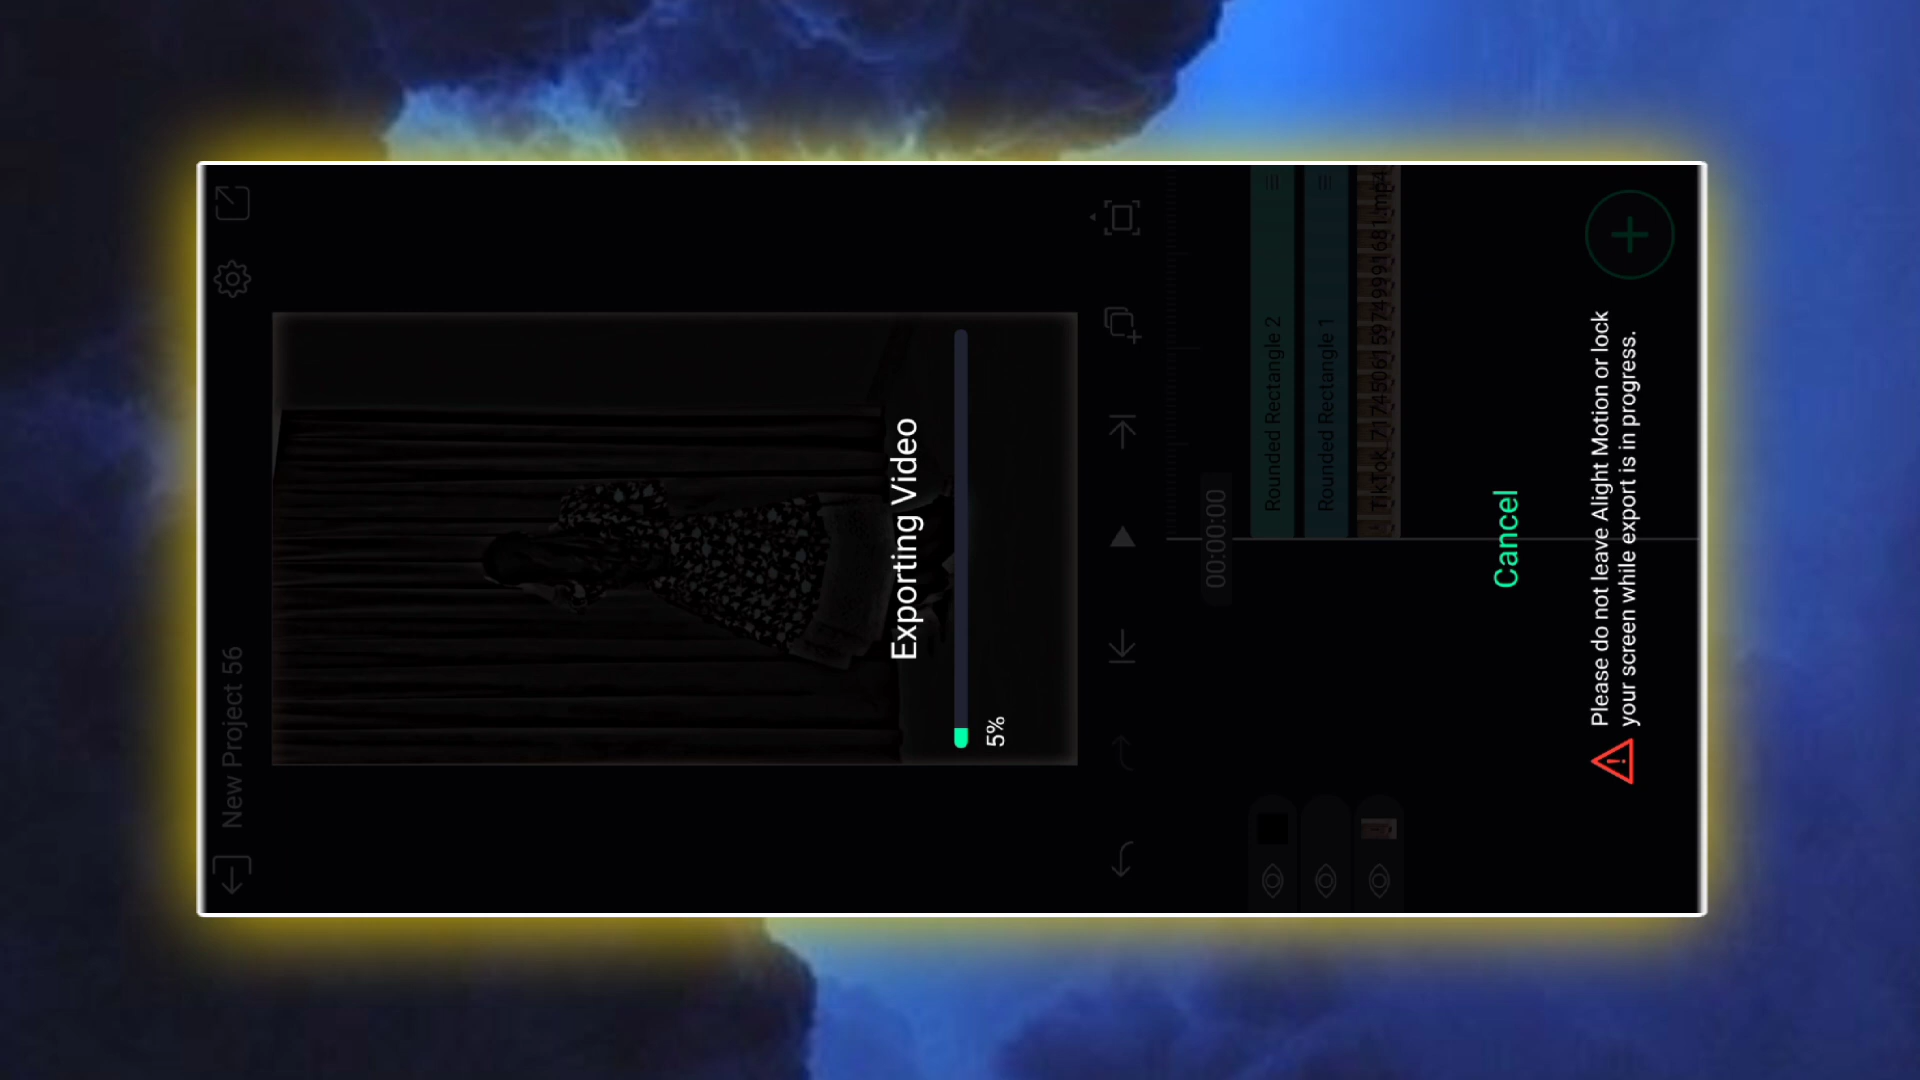 New Project 56
Exporting Video
5%
00:00:00
Rounded Rectangle 2
Rounded Rectangle 1
Cancel
Please do not leave Alight Motion or lock
your screen while export is in progress.